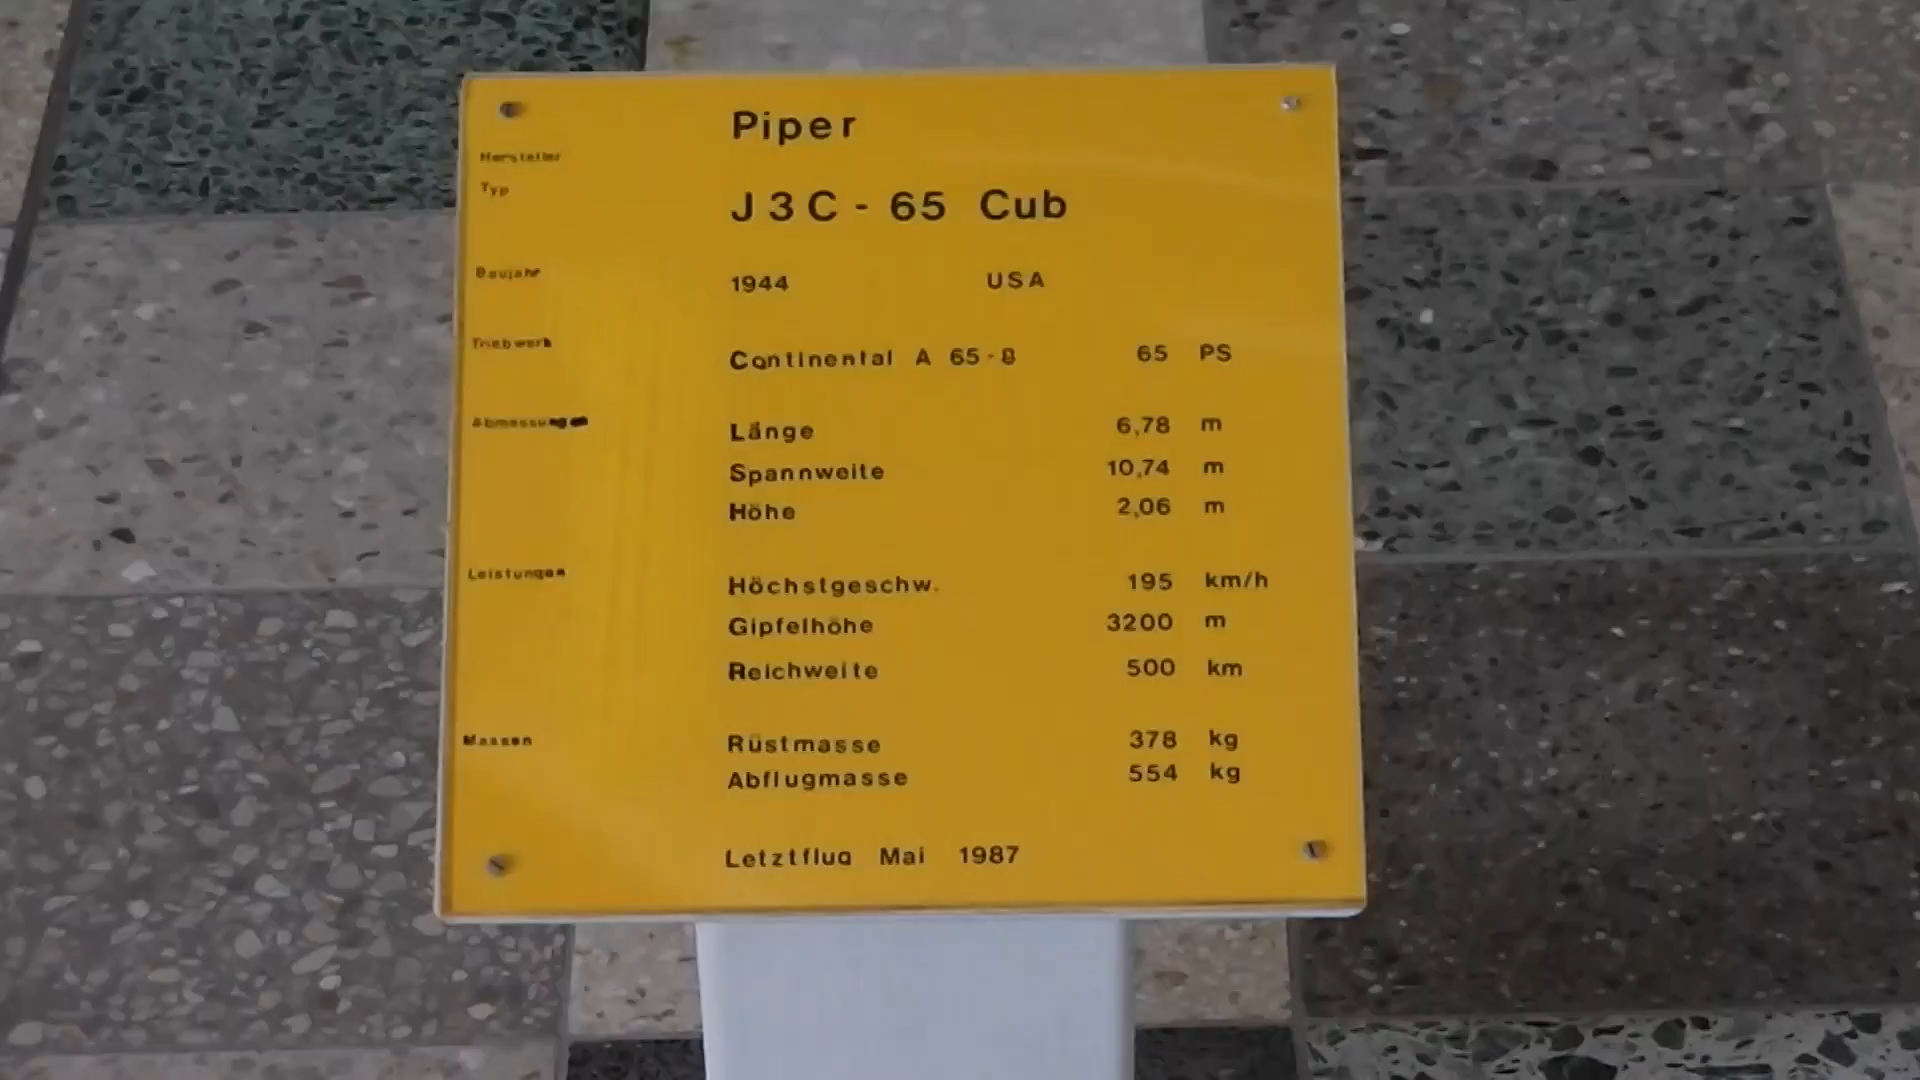 Piper
Hersteller
Typ J3C - 65 Cub
Baujahr 1944 USA
Triebwerk Continental A 65-8 65 PS
Abmessungen Länge 6,78 m
Spannweite 10,74 m
Höhe 2,06 m
Leistungen Höchstgeschw. 195 km/h
Gipfelhöhe 3200 m
Reichweite 500 km
Massen Rüstmasse 378 kg
Abflugmasse 554 kg
Letztflug Mai 1987